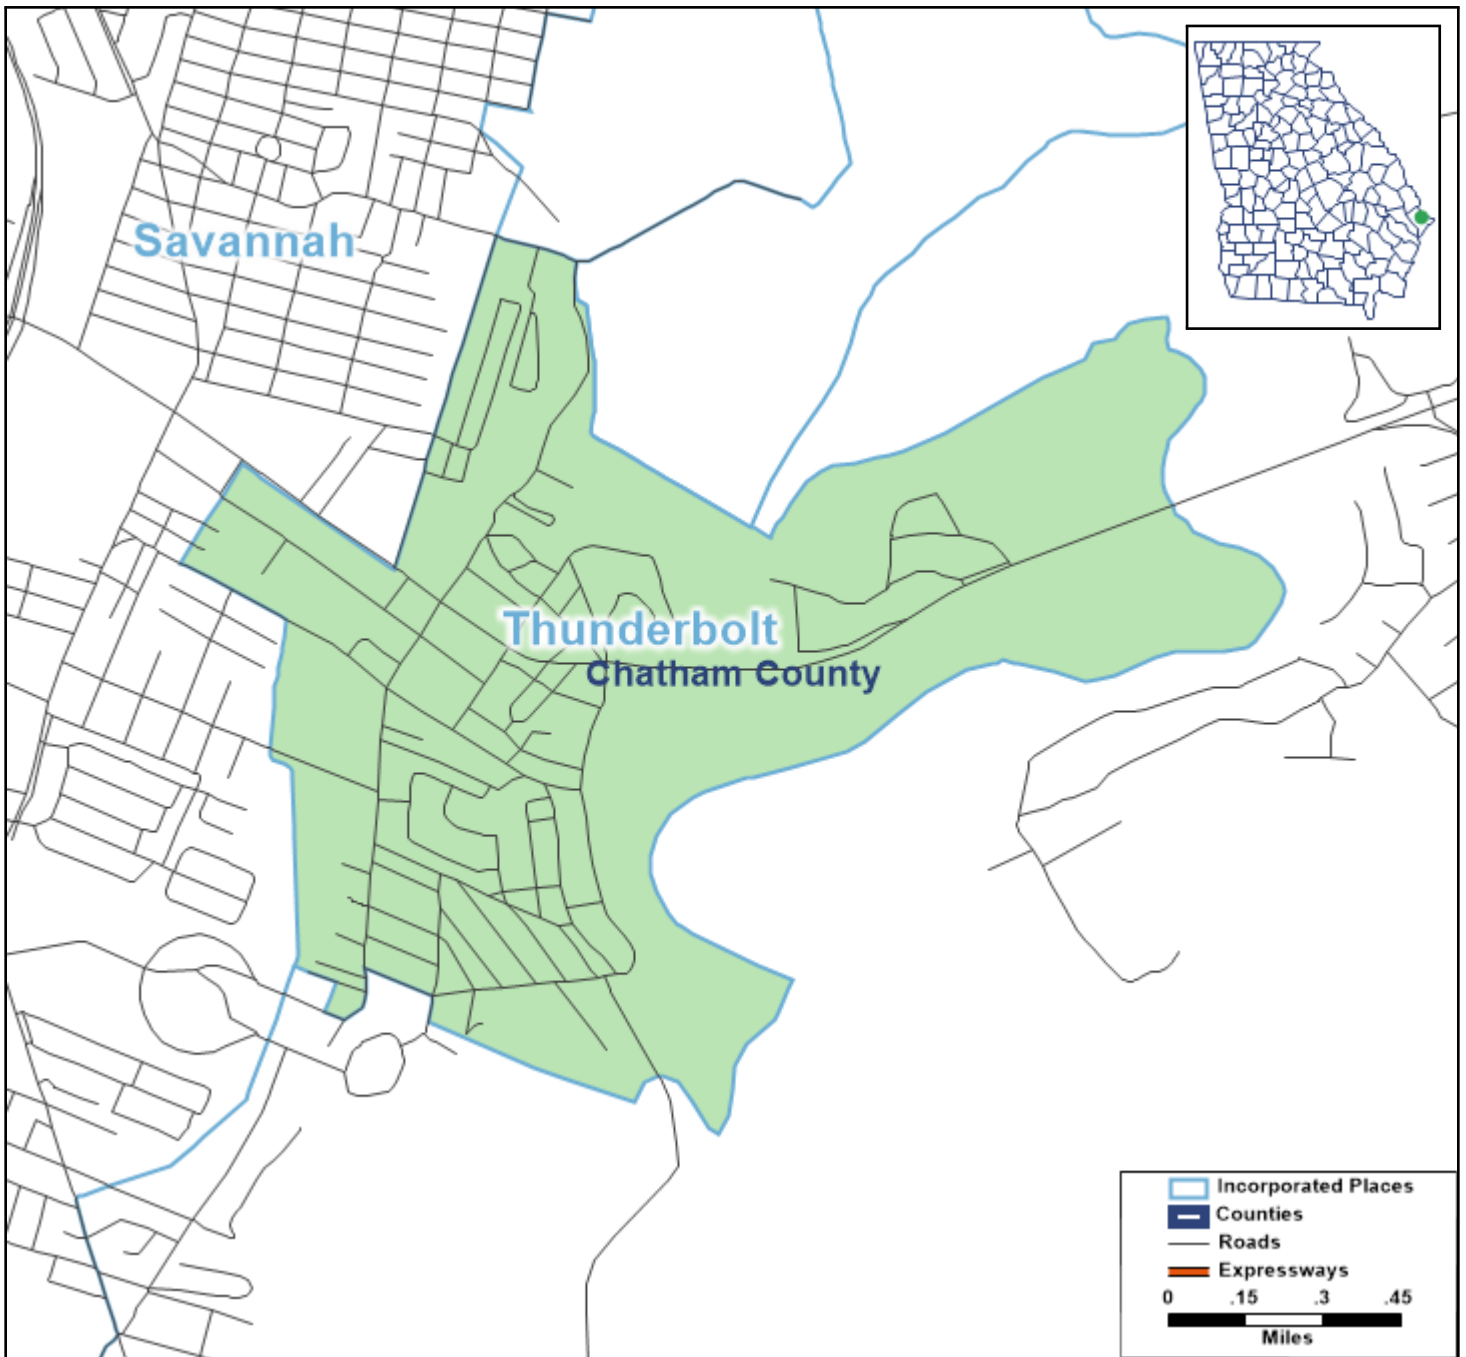 Savannah
Thunderbolt
Chatham County
Incorporated Places
Counties
Roads
Expressways
0 .15 .3 .45
Miles